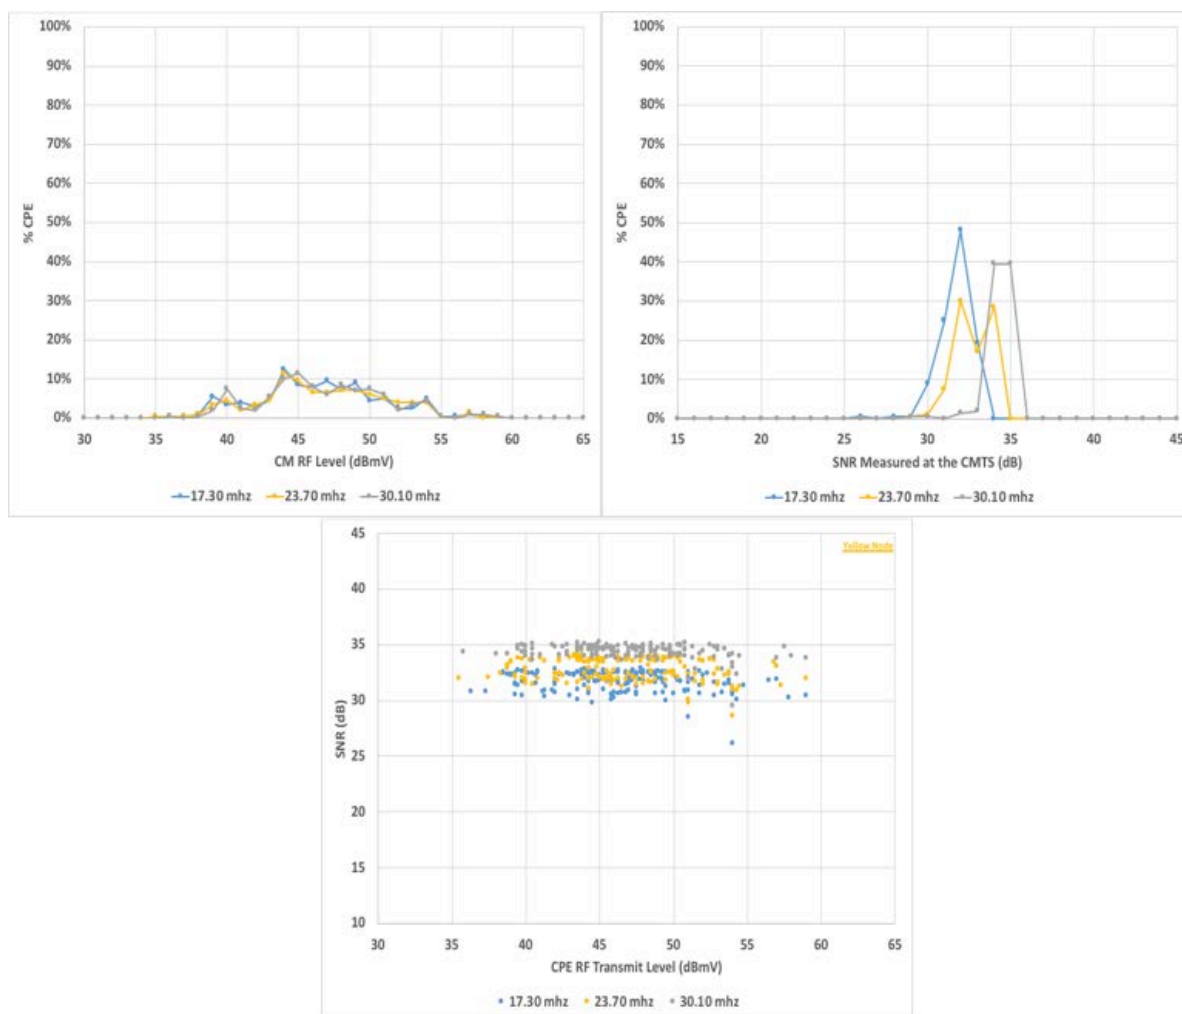 100%
90%
80%
70%
60%
50%
40%
30%
20%
10%
0%
% CPE
30 35 40 45 50 55 60 65
CM RF Level (dBmV)
17.30 mhz 23.70 mhz 30.10 mhz
100%
90%
80%
70%
60%
50%
40%
30%
20%
10%
0%
% CPE
15 20 25 30 35 40 45
SNR Measured at the CMTS (dB)
17.30 mhz 23.70 mhz 30.10 mhz
Yellow Node
45
40
35
30
25
20
15
10
SNR (dB)
30 35 40 45 50 55 60 65
CPE RF Transmit Level (dBmV)
17.30 mhz 23.70 mhz 30.10 mhz